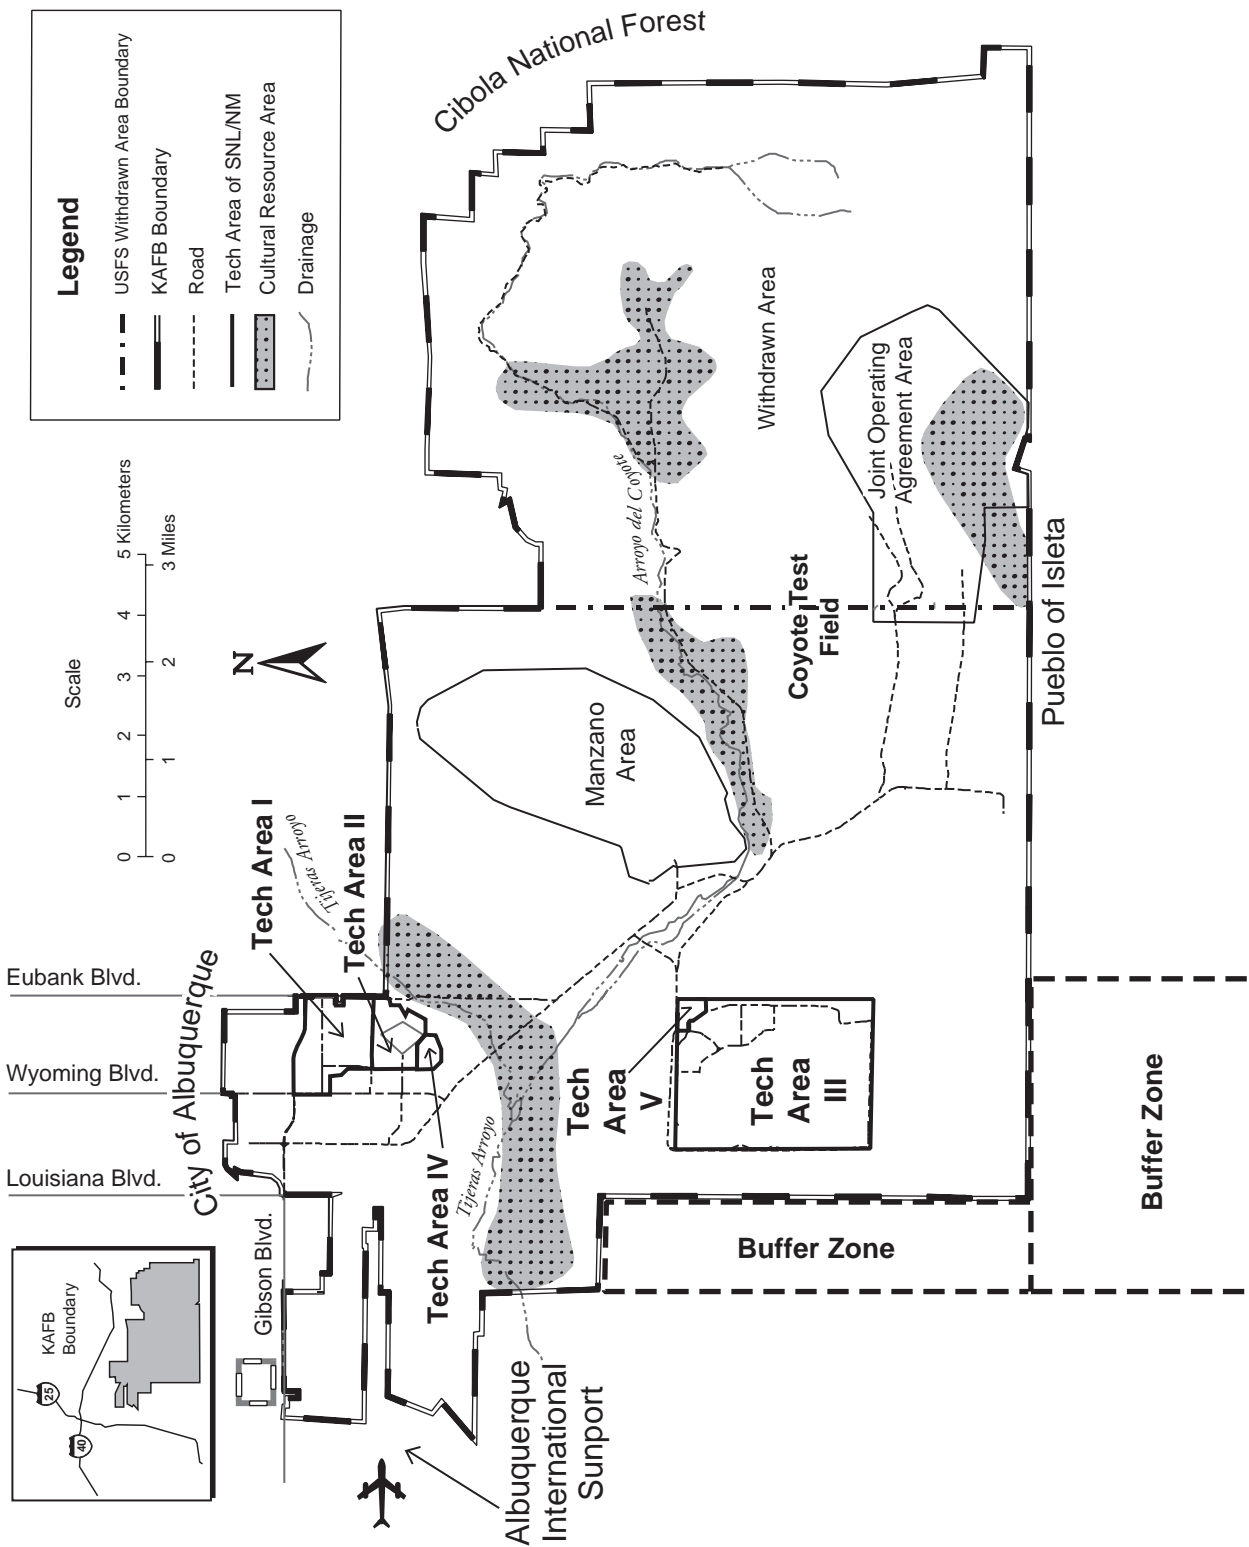 Legend
USFS Withdrawn Area Boundary
KAFB Boundary
Road
Tech Area of SNL/NM
Cultural Resource Area
Drainage
Scale
0 1 2 3 4 5 Kilometers
0 1 2 3 Miles
N
KAFB
Boundary
25
40
Louisiana Blvd.
Wyoming Blvd.
Eubank Blvd.
Gibson Blvd.
City of Albuquerque
Cibola National Forest
Tech Area I
Tijeras Arroyo
Tech Area II
Tech Area IV
Tijeras Arroyo
Albuquerque
International
Sunport
Manzano
Area
Arroyo del Coyote
Withdrawn Area
Tech
Area
V
Tech
Area
III
Coyote Test
Field
Joint Operating
Agreement Area
Buffer Zone
Pueblo of Isleta
Buffer Zone